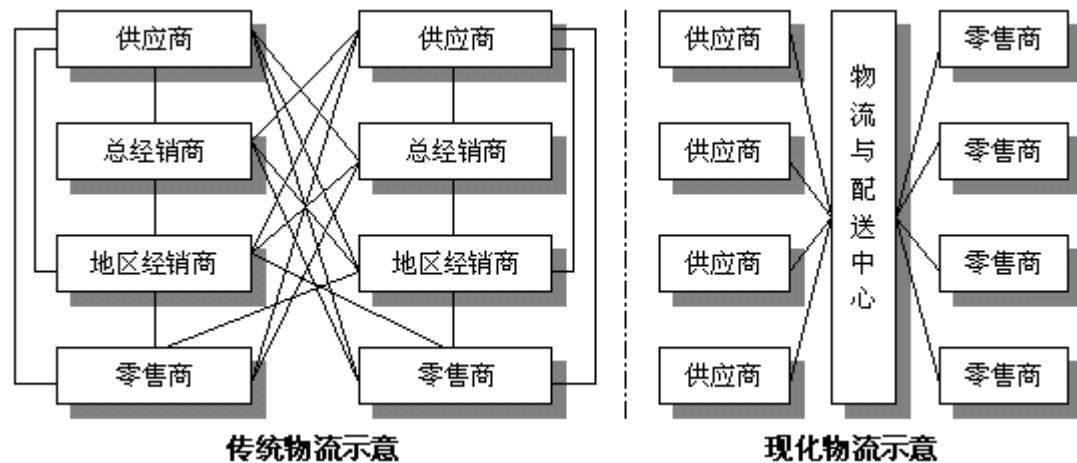 供应商
供应商
总经销商
总经销商
地区经销商
地区经销商
零售商
零售商
传统物流示意
供应商
零售商
供应商
零售商
供应商
零售商
供应商
零售商
物流与配送中心
现化物流示意